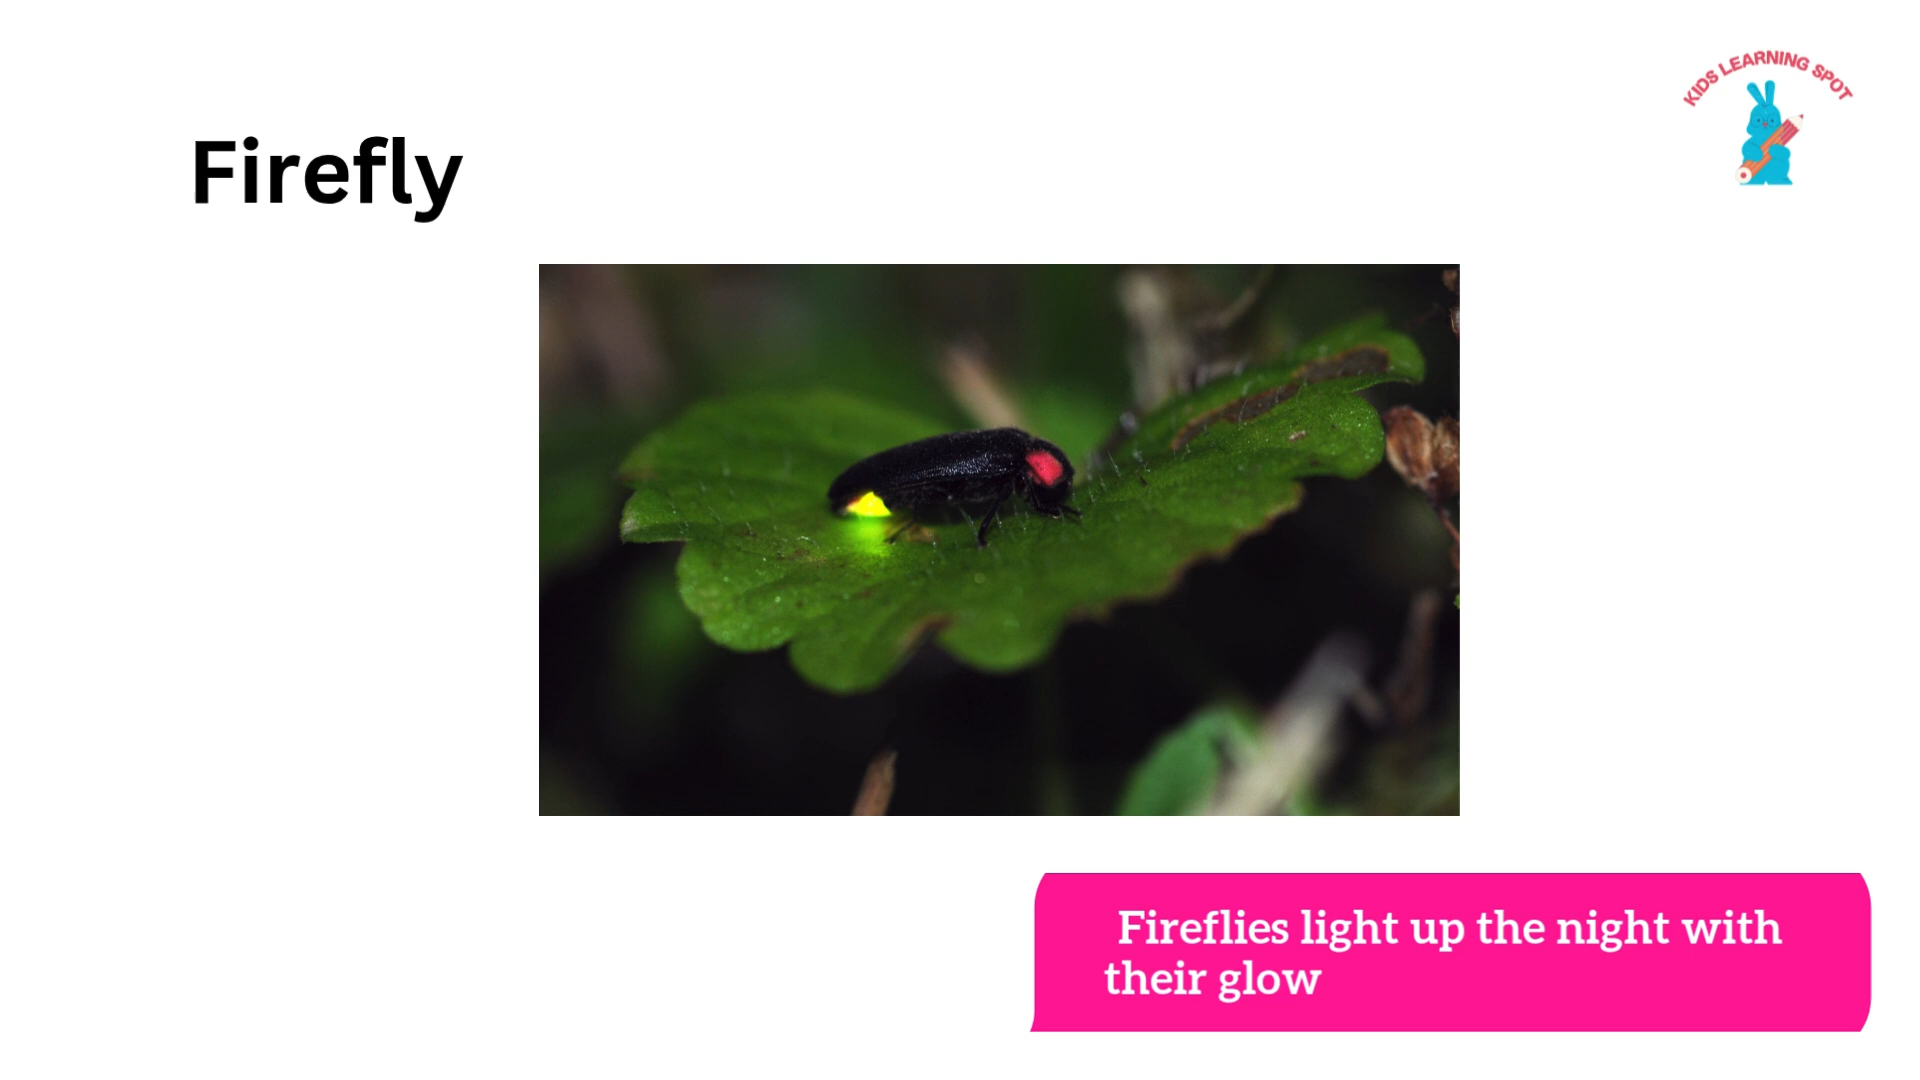 KIDS LEARNING SPOT
Firefly
Fireflies light up the night with
their glow